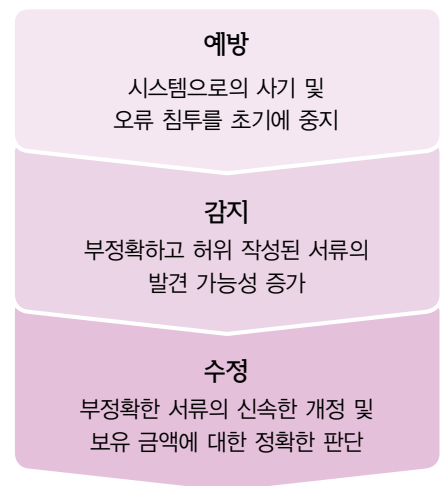 예방
시스템으로의 사기 및
오류 침투를 초기에 중지
감지
부정확하고 허위 작성된 서류의
발견 가능성 증가
수정
부정확한 서류의 신속한 개정 및
보유 금액에 대한 정확한 판단